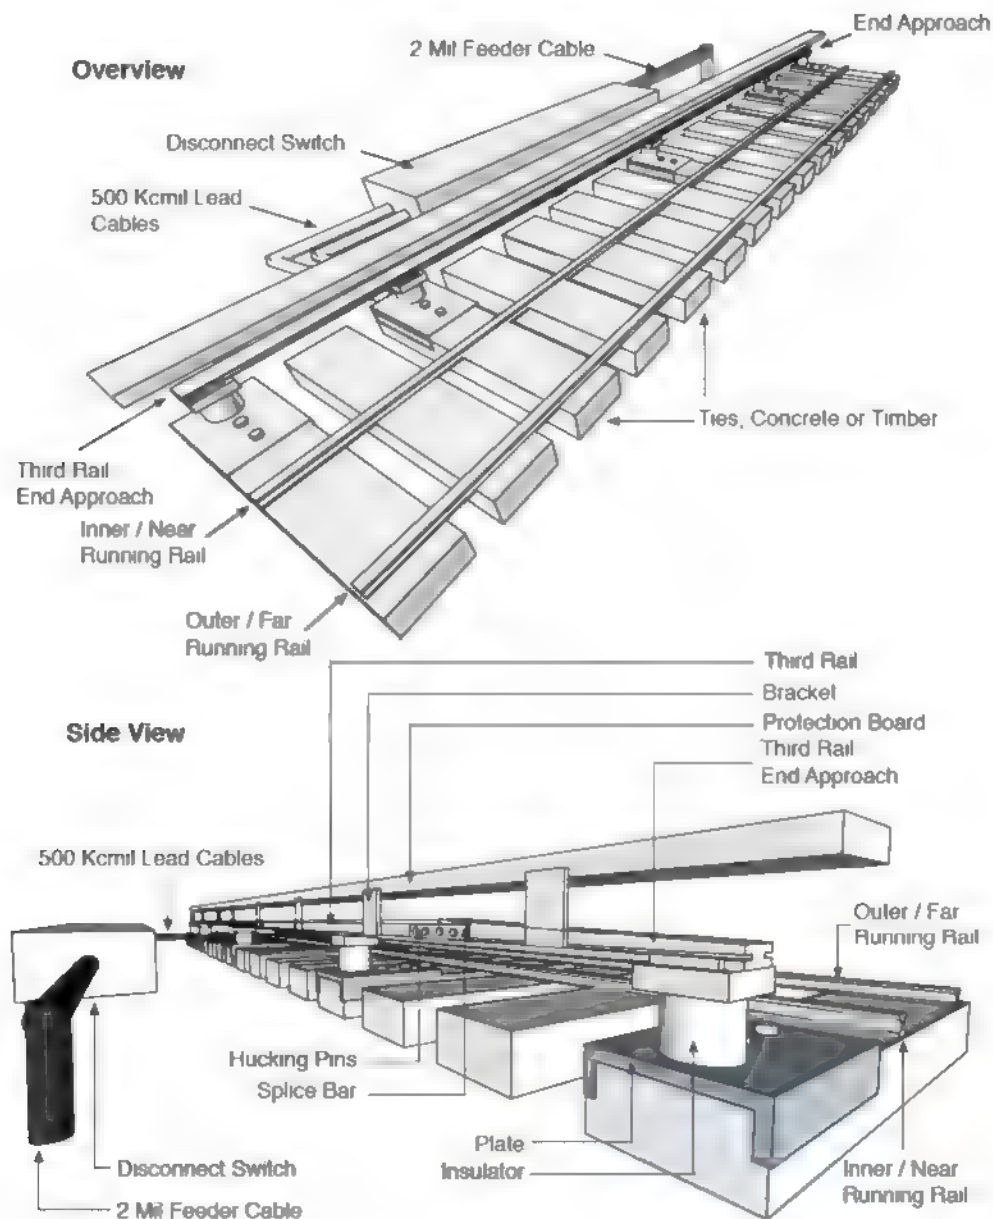 End Approach
2 Mil Feeder Cable
Overview
Disconnect Switch
500 Kcmil Lead
Cables
Ties, Concrete or Timber
Third Rail
End Approach
Inner / Near
Running Rail
Outer / Far
Running Rail
Third Rail
Bracket
Side View
Protection Board
Third Rail
End Approach
500 Kcmil Lead Cables
Outer / Far
Running Rail
Hucking Pins
Splice Bar
Plate
Insulator
Disconnect Switch
Inner / Near
Running Rail
2 Mil Feeder Cable